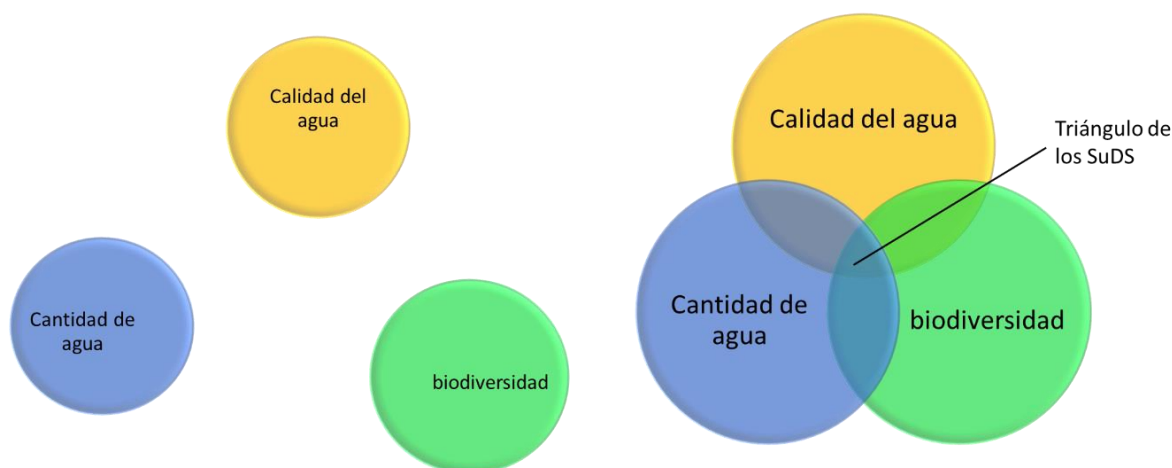 Calidad del
agua
Cantidad de
agua
biodiversidad
Calidad del agua
Triángulo de
los SuDS
Cantidad de
agua
biodiversidad